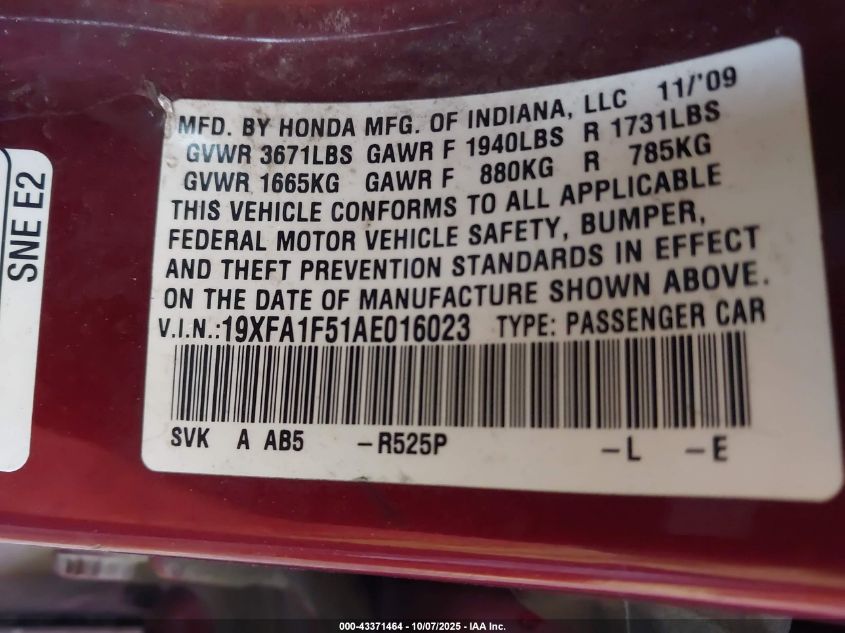 MFD. BY HONDA MFG. OF INDIANA, LLC 11/'09
GVWR 3671LBS GAWR F 1940LBS R 1731LBS
GVWR 1665KG GAWR F 880KG R 785KG
THIS VEHICLE CONFORMS TO ALL APPLICABLE
FEDERAL MOTOR VEHICLE SAFETY, BUMPER,
AND THEFT PREVENTION STANDARDS IN EFFECT
ON THE DATE OF MANUFACTURE SHOWN ABOVE.
V.I.N.:19XFA1F51AE016023 TYPE: PASSENGER CAR
SVK A AB5 -R525P -L -E
SNE E2
000-43371464 - 10/07/2025 - IAA Inc.